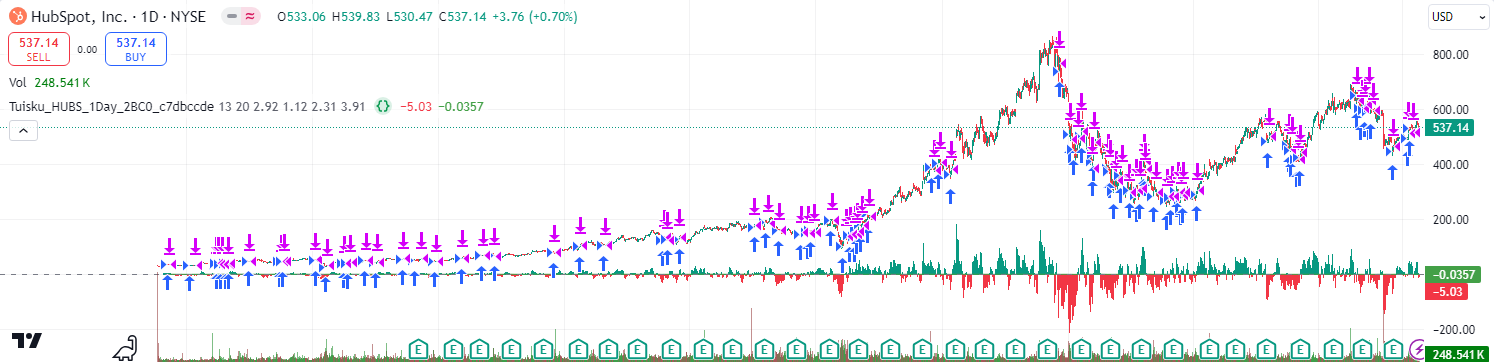 HubSpot, Inc. · 1D · NYSE O533.06 H539.83 L530.47 C537.14 +3.76 (+0.70%)
USD
537.14 0.00 537.14
SELL BUY
Vol 248.541 K
Tuisku_HUBS_1Day_2BC0_c7dbccde 13 20 2.92 1.12 2.31 3.91 {} −5.03 −0.0357
800.00
600.00
537.14
400.00
200.00
−0.0357
−5.03
−200.00
E E E E E E E E E E E E E E E E E E E E E E E E E E E E E E E E E
248.541 K